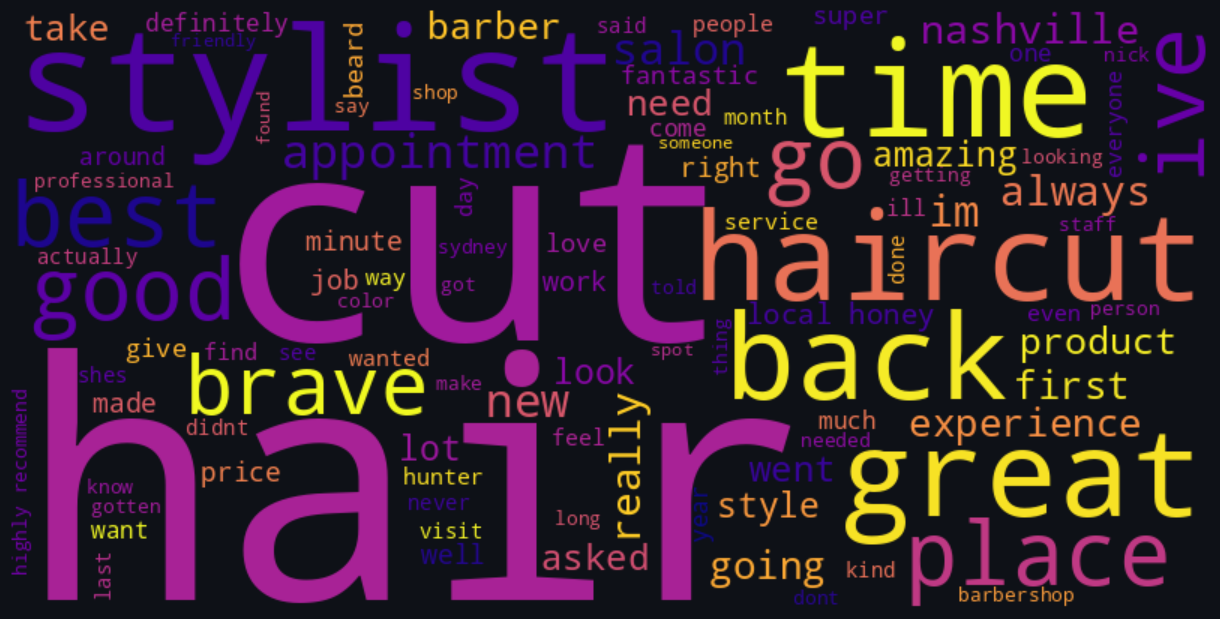 take
definitely
friendly
stylist
beard
barber
said
people
super
salon
nashville
one
nick
ive
fantastic
time
found
say
shop
need
month
come
everyone
someone
appointment
around
right
go
amazing
looking
getting
professional
best
cut
day
always
ill
im
service
haircut
staff
done
minute
sydney
love
actually
good
job
way
got
work
told
color
local honey
even
person
thing
back
product
give
find
see
wanted
spot
shes
brave
make
look
new
first
highly recommend
made
didnt
hair
lot
feel
really
much
needed
experience
price
hunter
went
great
know
gotten
never
year
style
want
visit
long
well
asked
last
going
kind
place
dont
barbershop